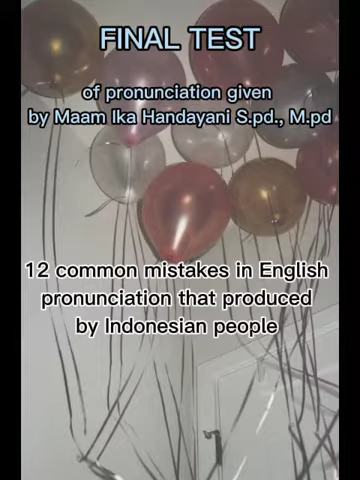 FINAL TEST
of pronunciation given
by Maam Ika Handayani S.pd., M.pd
12 common mistakes in English
pronunciation that produced
by Indonesian people